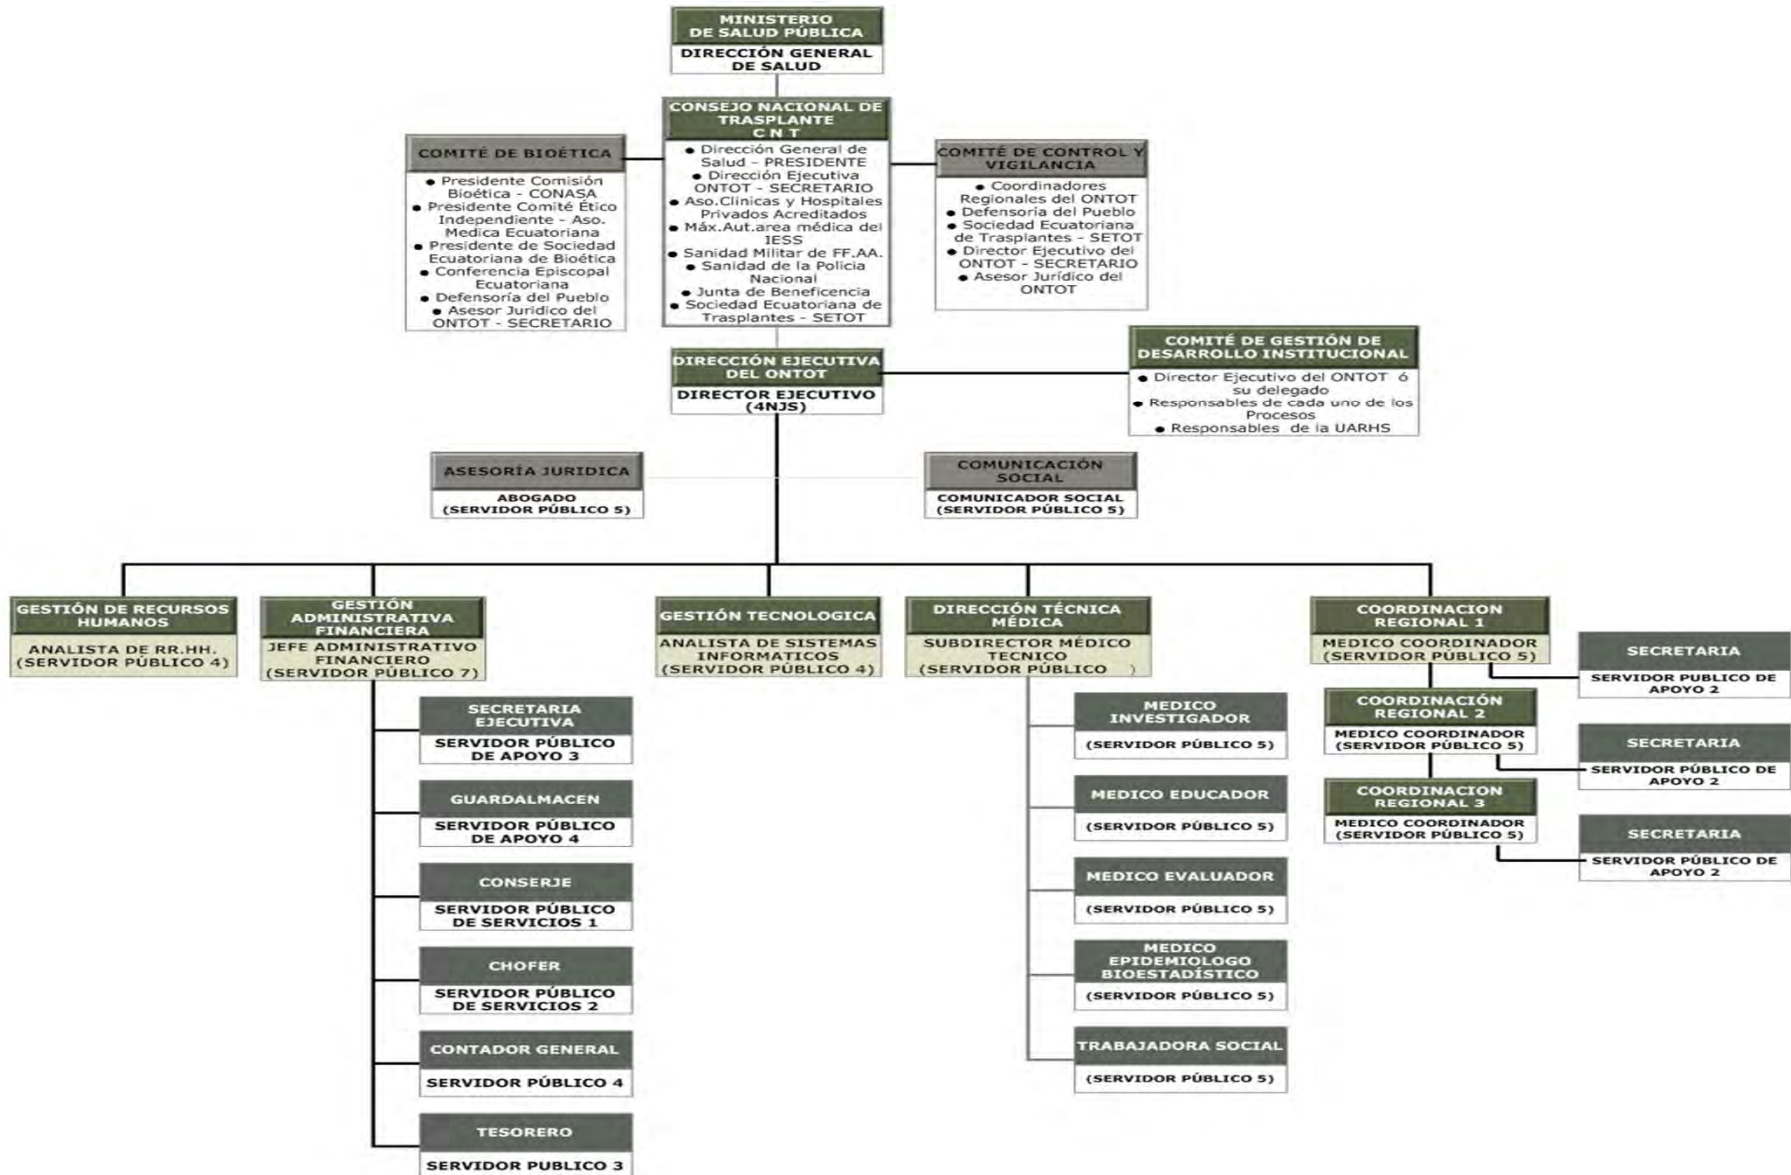 MINISTERIO
DE SALUD PÚBLICA
DIRECCIÓN GENERAL
DE SALUD
CONSEJO NACIONAL DE
TRASPLANTE
C N T
● Dirección General de
Salud - PRESIDENTE
● Dirección Ejecutiva
ONTOT - SECRETARIO
● Aso.Clinicas y Hospitales
Privados Acreditados
● Máx.Aut.area médica del
IESS
● Sanidad Militar de FF.AA.
● Sanidad de la Policia
Nacional
● Junta de Beneficencia
● Sociedad Ecuatoriana de
Trasplantes - SETOT
COMITÉ DE BIOÉTICA
● Presidente Comisión
Bioética - CONASA
● Presidente Comité Ético
Independiente - Aso.
Medica Ecuatoriana
● Presidente de Sociedad
Ecuatoriana de Bioética
● Conferencia Episcopal
Ecuatoriana
● Defensoría del Pueblo
● Asesor Juridico del
ONTOT - SECRETARIO
COMITÉ DE CONTROL Y
VIGILANCIA
● Coordinadores
Regionales del ONTOT
● Defensoría del Pueblo
● Sociedad Ecuatoriana
de Trasplantes - SETOT
● Director Ejecutivo del
ONTOT - SECRETARIO
● Asesor Jurídico del
ONTOT
DIRECCIÓN EJECUTIVA
DEL ONTOT
DIRECTOR EJECUTIVO
(4NJS)
COMITÉ DE GESTIÓN DE
DESARROLLO INSTITUCIONAL
● Director Ejecutivo del ONTOT ó
su delegado
● Responsables de cada uno de los
Procesos
● Responsables de la UARHS
ASESORÍA JURIDICA
ABOGADO
(SERVIDOR PÚBLICO 5)
COMUNICACIÓN
SOCIAL
COMUNICADOR SOCIAL
(SERVIDOR PÚBLICO 5)
GESTIÓN DE RECURSOS
HUMANOS
ANALISTA DE RR.HH.
(SERVIDOR PÚBLICO 4)
GESTIÓN
ADMINISTRATIVA
FINANCIERA
JEFE ADMINISTRATIVO
FINANCIERO
(SERVIDOR PÚBLICO 7)
SECRETARIA
EJECUTIVA
SERVIDOR PÚBLICO
DE APOYO 3
GUARDALMACEN
SERVIDOR PÚBLICO
DE APOYO 4
CONSERJE
SERVIDOR PÚBLICO
DE SERVICIOS 1
CHOFER
SERVIDOR PÚBLICO
DE SERVICIOS 2
CONTADOR GENERAL
SERVIDOR PÚBLICO 4
TESORERO
SERVIDOR PUBLICO 3
GESTIÓN TECNOLOGICA
ANALISTA DE SISTEMAS
INFORMATICOS
(SERVIDOR PÚBLICO 4)
DIRECCIÓN TÉCNICA
MÉDICA
SUBDIRECTOR MÉDICO
TECNICO
(SERVIDOR PÚBLICO )
MEDICO
INVESTIGADOR
(SERVIDOR PÚBLICO 5)
MEDICO EDUCADOR
(SERVIDOR PÚBLICO 5)
MEDICO EVALUADOR
(SERVIDOR PÚBLICO 5)
MEDICO
EPIDEMIOLOGO
BIOESTADÍSTICO
(SERVIDOR PÚBLICO 5)
TRABAJADORA SOCIAL
(SERVIDOR PÚBLICO 5)
COORDINACION
REGIONAL 1
MEDICO COORDINADOR
(SERVIDOR PÚBLICO 5)
SECRETARIA
SERVIDOR PUBLICO DE
APOYO 2
COORDINACIÓN
REGIONAL 2
MEDICO COORDINADOR
(SERVIDOR PÚBLICO 5)
SECRETARIA
SERVIDOR PÚBLICO DE
APOYO 2
COORDINACION
REGIONAL 3
MEDICO COORDINADOR
(SERVIDOR PÚBLICO 5)
SECRETARIA
SERVIDOR PÚBLICO DE
APOYO 2